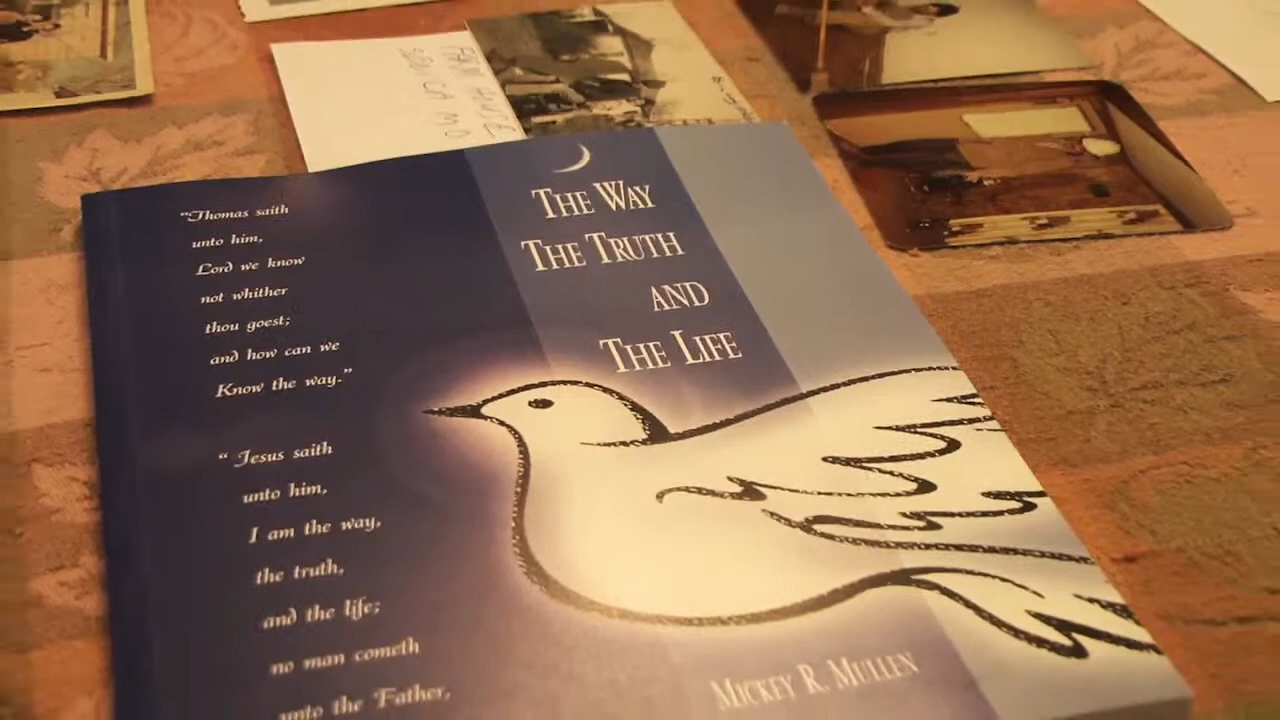 "Thomas saith
unto him,
Lord we know
not whither
thou goest;
and how can we
Know the way."
" Jesus saith
unto him,
I am the way,
the truth,
and the life;
no man cometh
unto the Father,
THE WAY
THE TRUTH
AND
THE LIFE
MICKEY R. MULLEN